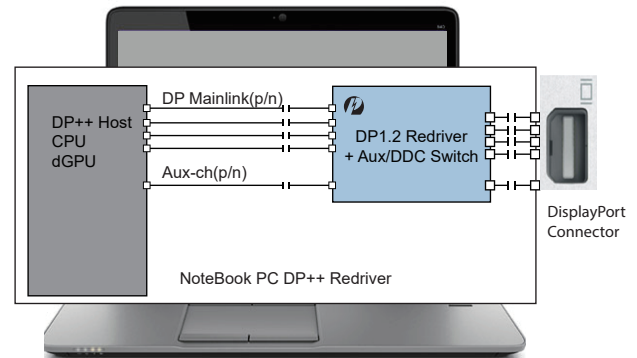 DP++ Host
CPU
dGPU
DP Mainlink(p/n)
Aux-ch(p/n)
DP1.2 Redriver
+ Aux/DDC Switch
DisplayPort
Connector
NoteBook PC DP++ Redriver